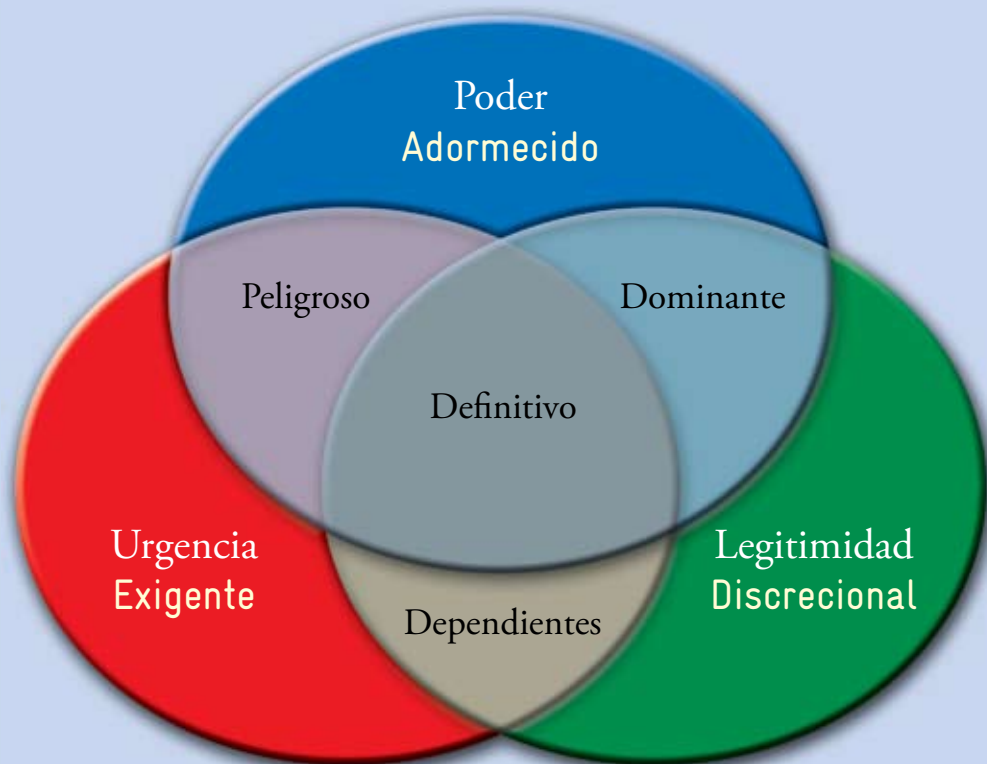 Poder
Adormecido
Peligroso
Dominante
Definitivo
Urgencia
Exigente
Legitimidad
Discrecional
Dependientes